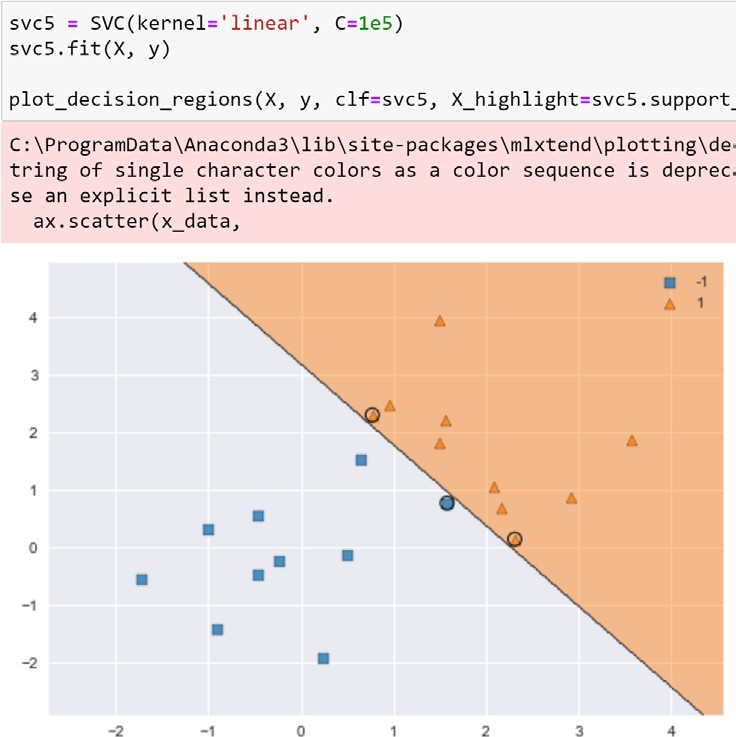 svc5 = SVC(kernel='linear', C=1e5)
svc5.fit(X, y)
plot_decision_regions(X, y, clf=svc5, X_highlight=svc5.support_
C:\ProgramData\Anaconda3\lib\site-packages\mlxtend\plotting\de
tring of single character colors as a color sequence is deprec
se an explicit list instead.
ax.scatter(x_data,
-1
1
4
3
2
1
0
−1
−2
−2 −1 0 1 2 3 4